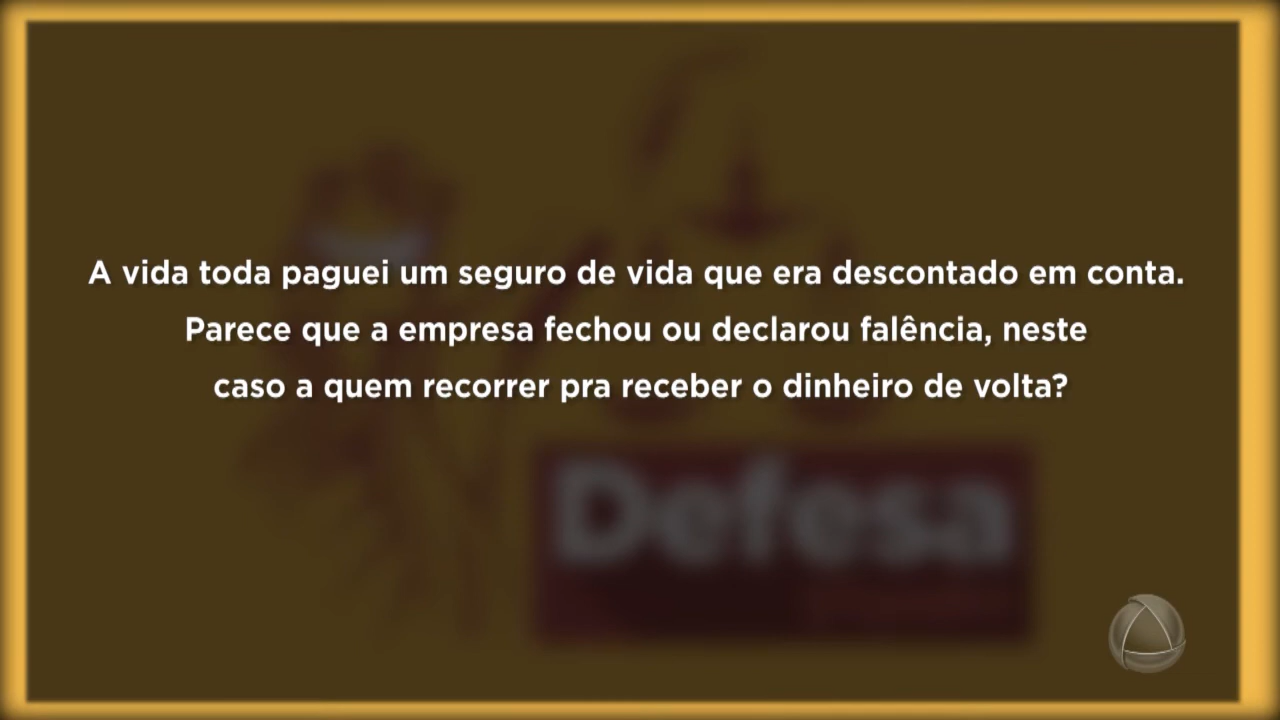 A vida toda paguei um seguro de vida que era descontado em conta.
Parece que a empresa fechou ou declarou falência, neste
caso a quem recorrer pra receber o dinheiro de volta?
Defesa